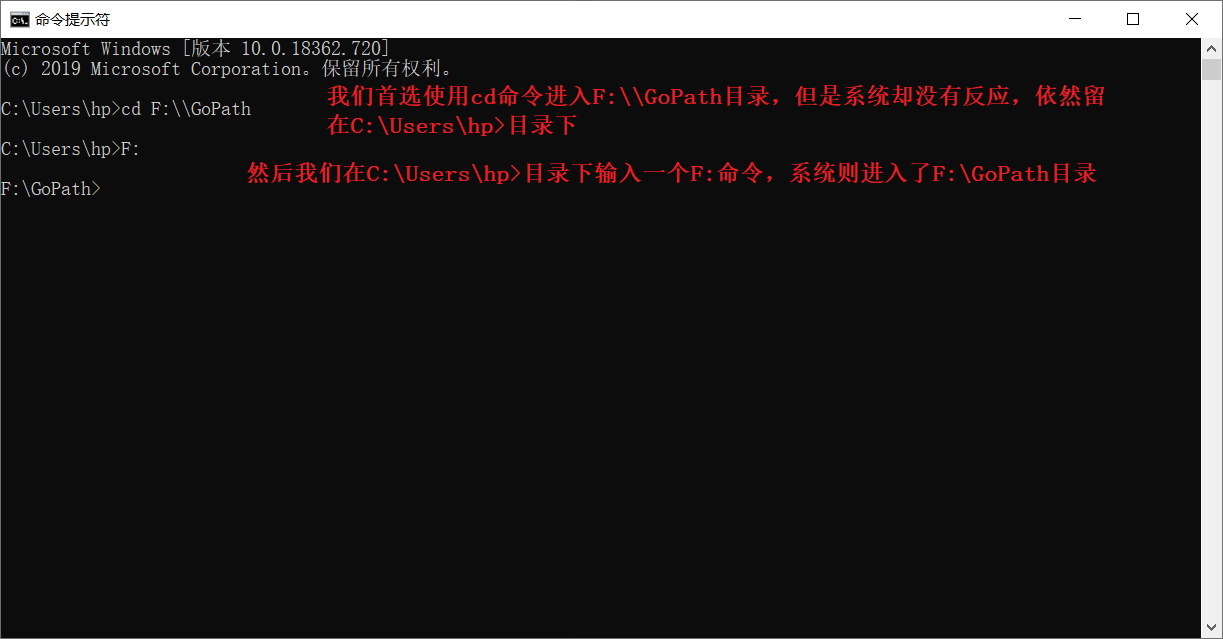 命令提示符
Microsoft Windows [版本 10.0.18362.720]
(c) 2019 Microsoft Corporation。保留所有权利。
C:\Users\hp>cd F:\\GoPath
我们首选使用cd命令进入F:\\GoPath目录，但是系统却没有反应，依然留
在C:\Users\hp>目录下
C:\Users\hp>F:
然后我们在C:\Users\hp>目录下输入一个F:命令，系统则进入了F:\GoPath目录
F:\GoPath>